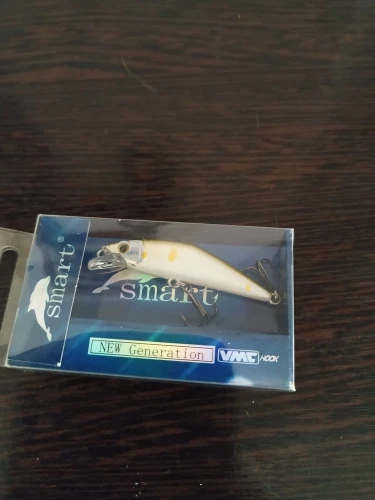 smart®
smart
NEW Generation
VMC HOOK